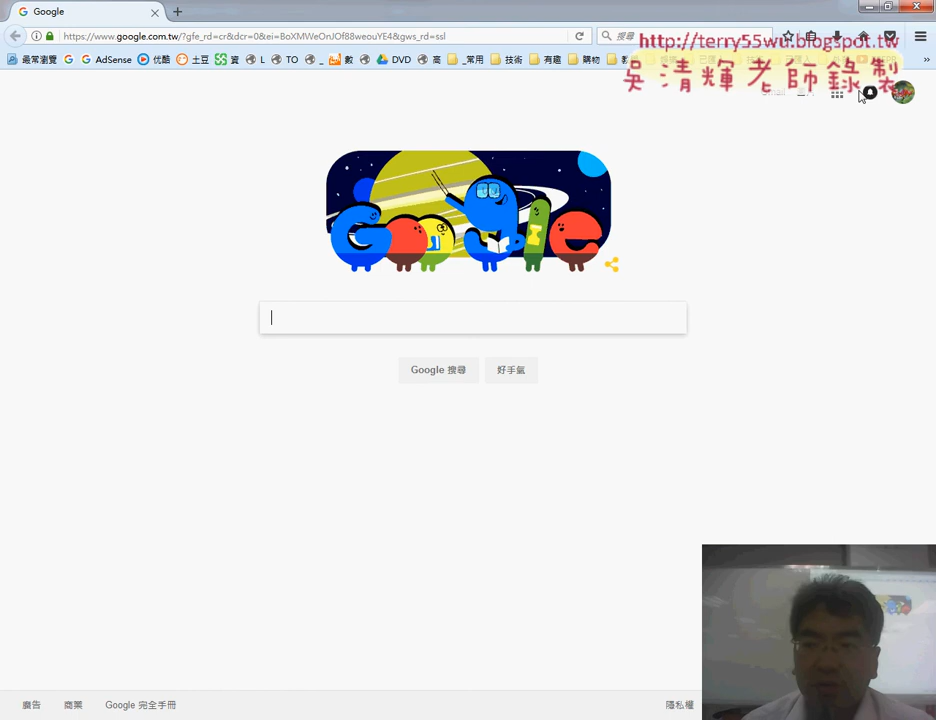 Google
https://www.google.com.tw/?gfe_rd=cr&dcr=0&ei=BoXMWeOnJOf88weouYE4&gws_rd=ssl
搜尋
http://terry55wu.blogspot.tw
最常瀏覽 AdSense 優酷 土豆 資 L TO _ 數 DVD 高 _常用 技術 有趣 購物
吳清輝老師錄製
Google
Google 搜尋 好手氣
廣告 商業 Google 完全手冊 隱私權